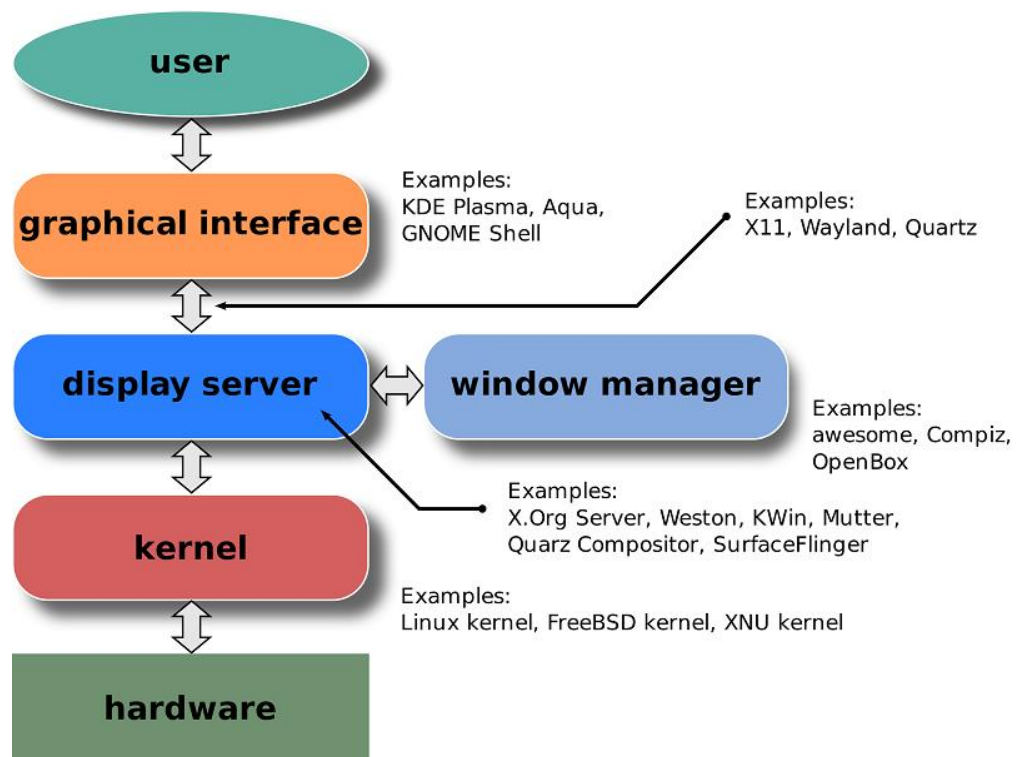 user
graphical interface
Examples:
KDE Plasma, Aqua,
GNOME Shell
Examples:
X11, Wayland, Quartz
display server
window manager
Examples:
awesome, Compiz,
OpenBox
Examples:
X.Org Server, Weston, KWin, Mutter,
Quarz Compositor, SurfaceFlinger
kernel
Examples:
Linux kernel, FreeBSD kernel, XNU kernel
hardware